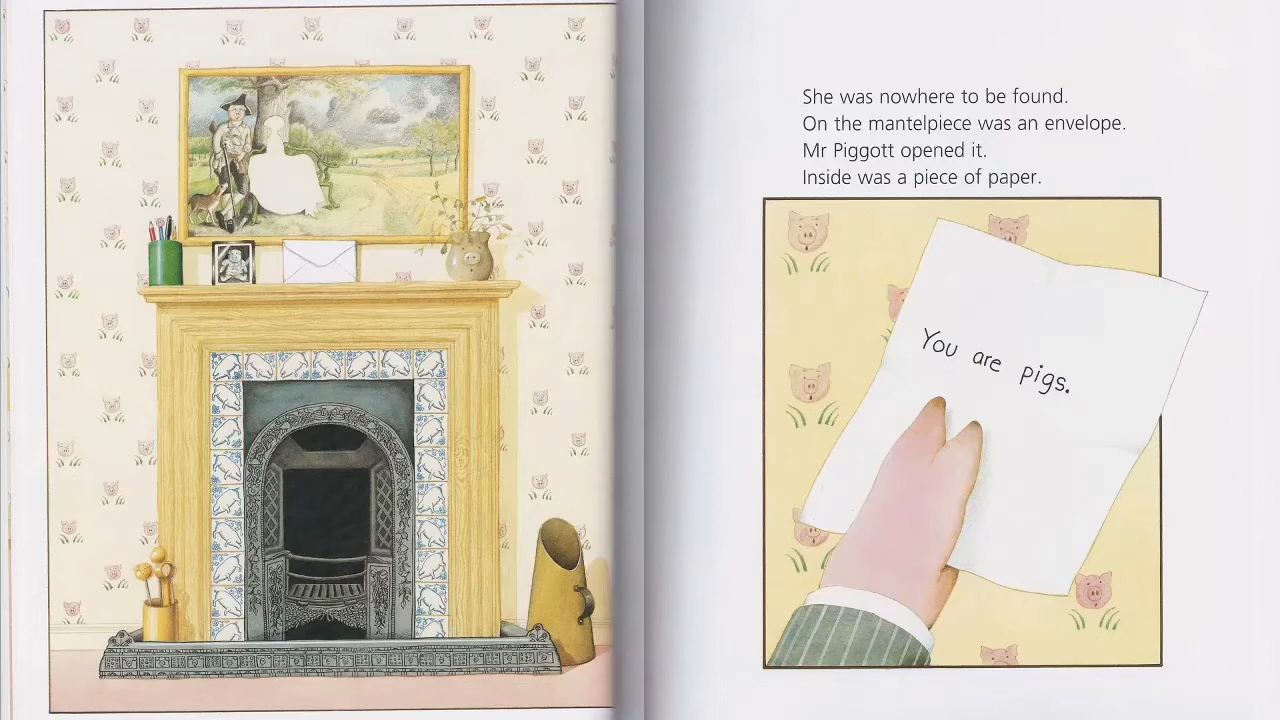 She was nowhere to be found.
On the mantelpiece was an envelope.
Mr Piggott opened it.
Inside was a piece of paper.
You are pigs.